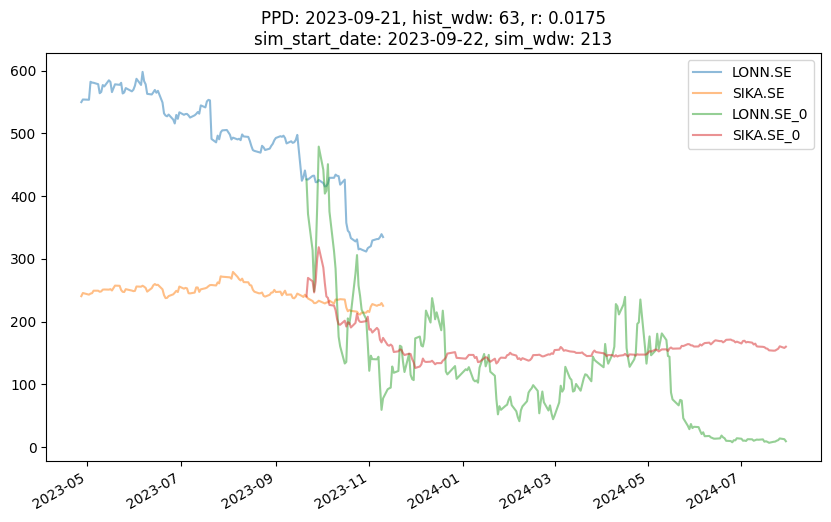 PPD: 2023-09-21, hist_wdw: 63, r: 0.0175
sim_start_date: 2023-09-22, sim_wdw: 213
LONN.SE
SIKA.SE
LONN.SE_0
SIKA.SE_0
600
500
400
300
200
100
0
2023-05
2023-07
2023-09
2023-11
2024-01
2024-03
2024-05
2024-07